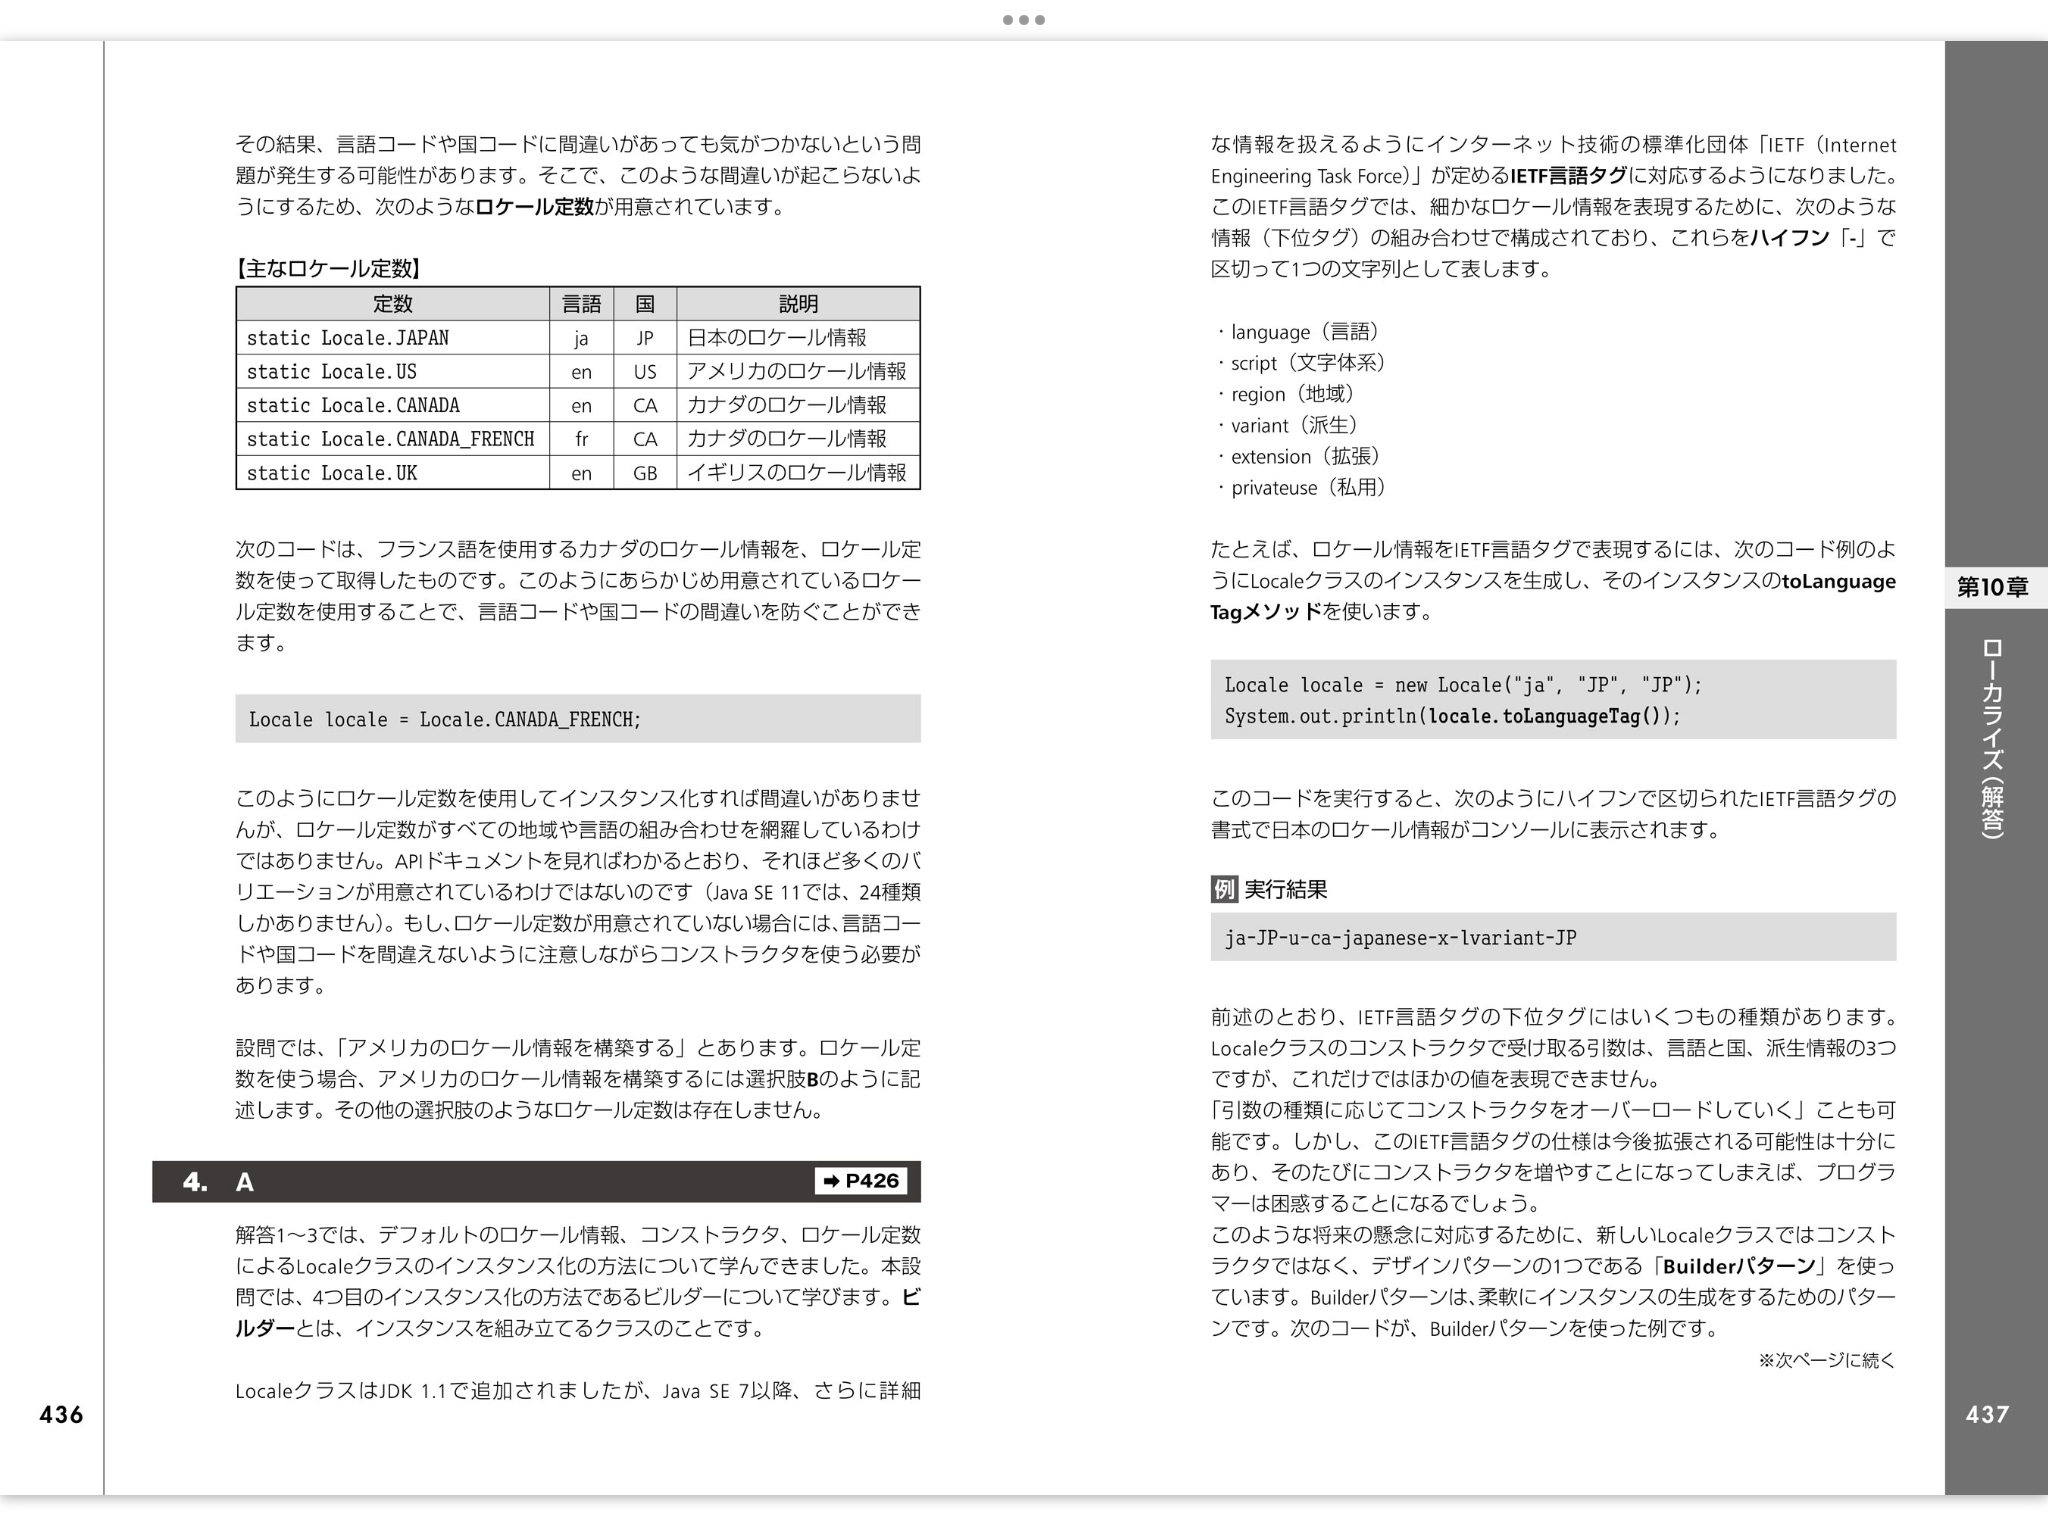 その結果、言語コードや国コードに間違いがあっても気がつかないという問
題が発生する可能性があります。そこで、このような間違いが起こらないよ
うにするため、次のようなロケール定数が用意されています。
【主なロケール定数】
定数 言語 国 説明
static Locale.JAPAN ja JP 日本のロケール情報
static Locale.US en US アメリカのロケール情報
static Locale.CANADA en CA カナダのロケール情報
static Locale.CANADA_FRENCH fr CA カナダのロケール情報
static Locale.UK en GB イギリスのロケール情報
次のコードは、フランス語を使用するカナダのロケール情報を、ロケール定
数を使って取得したものです。このようにあらかじめ用意されているロケー
ル定数を使用することで、言語コードや国コードの間違いを防ぐことができ
ます。
Locale locale = Locale.CANADA_FRENCH;
このようにロケール定数を使用してインスタンス化すれば間違いがありませ
んが、ロケール定数がすべての地域や言語の組み合わせを網羅しているわけ
ではありません。APIドキュメントを見ればわかるとおり、それほど多くのバ
リエーションが用意されているわけではないのです（Java SE 11では、24種類
しかありません）。もし、ロケール定数が用意されていない場合には、言語コー
ドや国コードを間違えないように注意しながらコンストラクタを使う必要が
あります。
設問では、「アメリカのロケール情報を構築する」とあります。ロケール定
数を使う場合、アメリカのロケール情報を構築するには選択肢Bのように記
述します。その他の選択肢のようなロケール定数は存在しません。
4. A ➡ P426
解答1〜3では、デフォルトのロケール情報、コンストラクタ、ロケール定数
によるLocaleクラスのインスタンス化の方法について学んできました。本設
問では、4つ目のインスタンス化の方法であるビルダーについて学びます。ビ
ルダーとは、インスタンスを組み立てるクラスのことです。
LocaleクラスはJDK 1.1で追加されましたが、Java SE 7以降、さらに詳細
436
な情報を扱えるようにインターネット技術の標準化団体「IETF（Internet
Engineering Task Force）」が定めるIETF言語タグに対応するようになりました。
このIETF言語タグでは、細かなロケール情報を表現するために、次のような
情報（下位タグ）の組み合わせで構成されており、これらをハイフン「-」で
区切って1つの文字列として表します。
・language（言語）
・script（文字体系）
・region（地域）
・variant（派生）
・extension（拡張）
・privateuse（私用）
たとえば、ロケール情報をIETF言語タグで表現するには、次のコード例のよ
うにLocaleクラスのインスタンスを生成し、そのインスタンスのtoLanguage
Tagメソッドを使います。
Locale locale = new Locale("ja", "JP", "JP");
System.out.println(locale.toLanguageTag());
このコードを実行すると、次のようにハイフンで区切られたIETF言語タグの
書式で日本のロケール情報がコンソールに表示されます。
例 実行結果
ja-JP-u-ca-japanese-x-lvariant-JP
前述のとおり、IETF言語タグの下位タグにはいくつもの種類があります。
Localeクラスのコンストラクタで受け取る引数は、言語と国、派生情報の3つ
ですが、これだけではほかの値を表現できません。
「引数の種類に応じてコンストラクタをオーバーロードしていく」ことも可
能です。しかし、このIETF言語タグの仕様は今後拡張される可能性は十分に
あり、そのたびにコンストラクタを増やすことになってしまえば、プログラ
マーは困惑することになるでしょう。
このような将来の懸念に対応するために、新しいLocaleクラスではコンスト
ラクタではなく、デザインパターンの1つである「Builderパターン」を使っ
ています。Builderパターンは、柔軟にインスタンスの生成をするためのパター
ンです。次のコードが、Builderパターンを使った例です。
※次ページに続く
第10章
ローカライズ（解答）
437